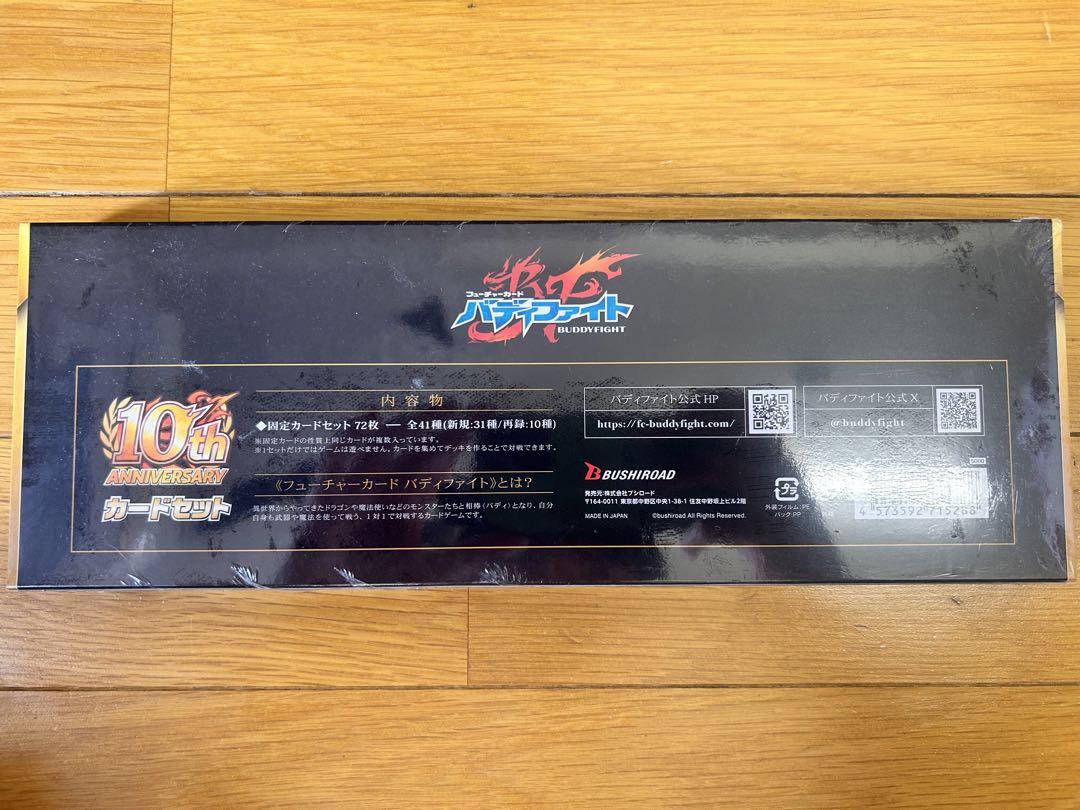 フューチャーカード
バディファイト
BUDDYFIGHT
10th
ANNIVERSARY
カードセット
内容物
◆固定カードセット 72枚 ― 全41種(新規:31種/再録:10種)
※固定カードの性質上同じカードが複数入っています。
※1セットだけではゲームは遊べません。カードを集めてデッキを作ることで対戦できます。
《フューチャーカード バディファイト》とは?
異世界からやってきたドラゴンや魔法使いなどのモンスターたちと相棒(バディ)となり、自分
自身も武器や魔法を使って戦う、1対1で対戦するカードゲームです。
バディファイト公式HP
https://fc-buddyfight.com/
バディファイト公式 X
@buddyfight
BUSHIROAD
発売元:株式会社ブシロード
〒164-0011 東京都中野区中央1-38-1 住友中野坂上ビル2階
MADE IN JAPAN
©bushiroad All Rights Reserved.
プラ
外装フィルム:PE
パック:PP
5000
4 573592 715288